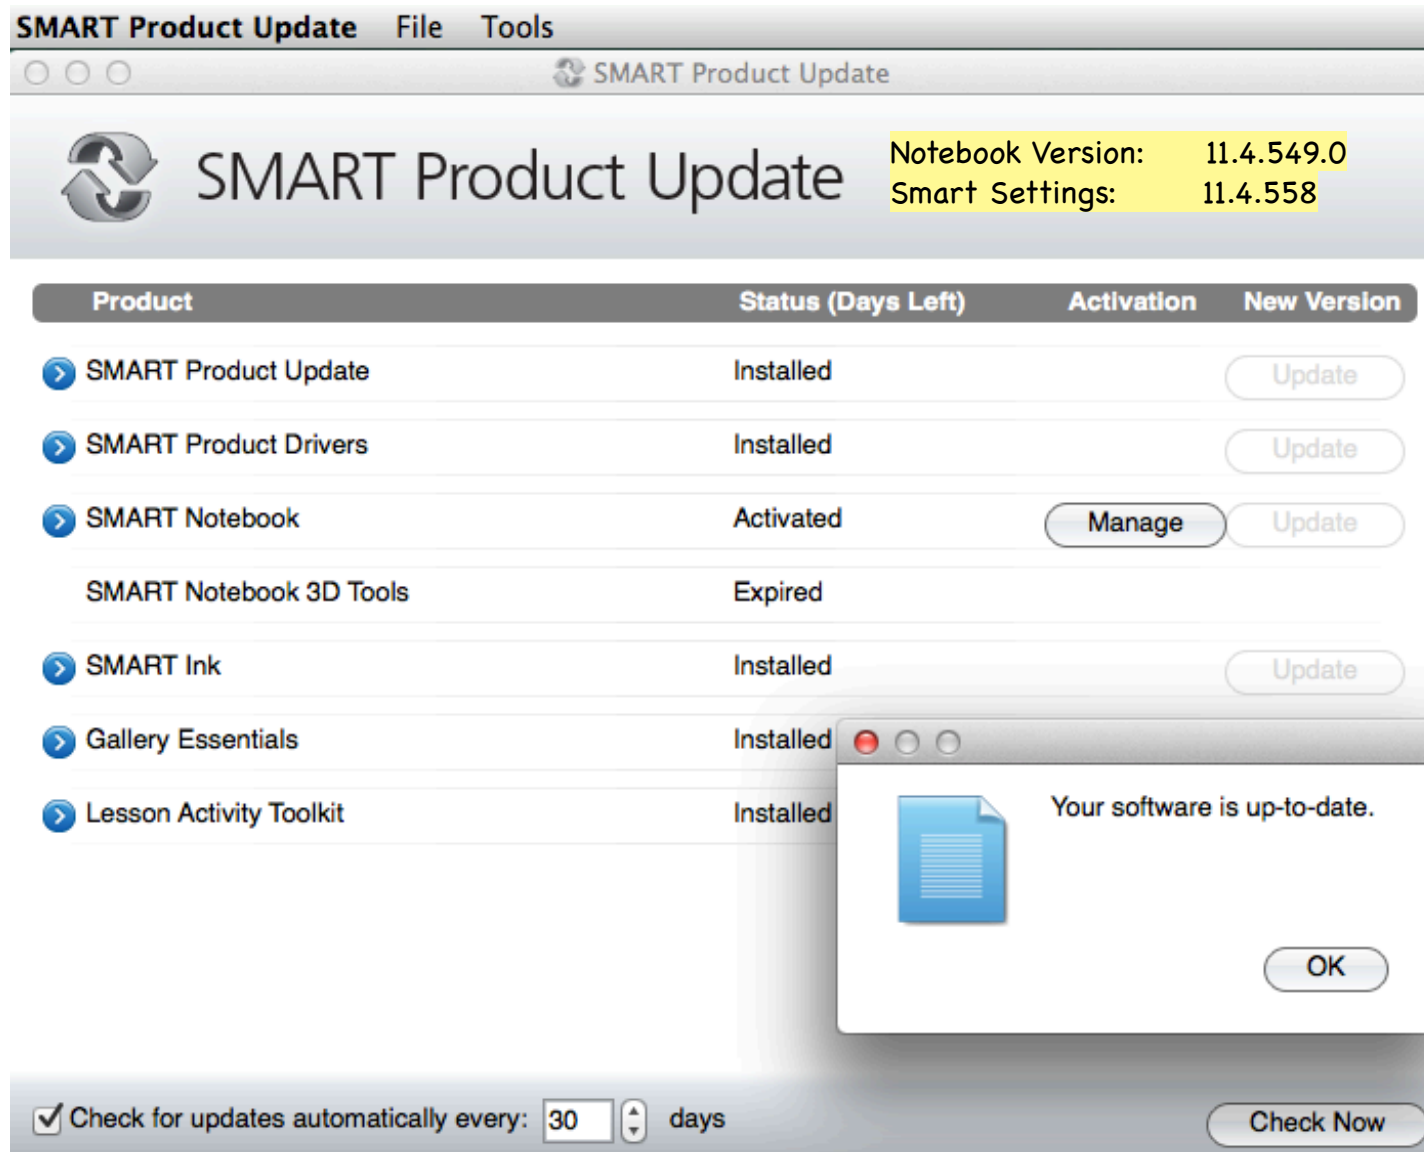 SMART Product Update File Tools
SMART Product Update
SMART Product Update
Notebook Version: 11.4.549.0
Smart Settings: 11.4.558
Product Status (Days Left) Activation New Version
SMART Product Update Installed Update
SMART Product Drivers Installed Update
SMART Notebook Activated Manage Update
SMART Notebook 3D Tools Expired
SMART Ink Installed Update
Gallery Essentials Installed
Lesson Activity Toolkit Installed
Your software is up-to-date.
OK
Check for updates automatically every: 30 days Check Now